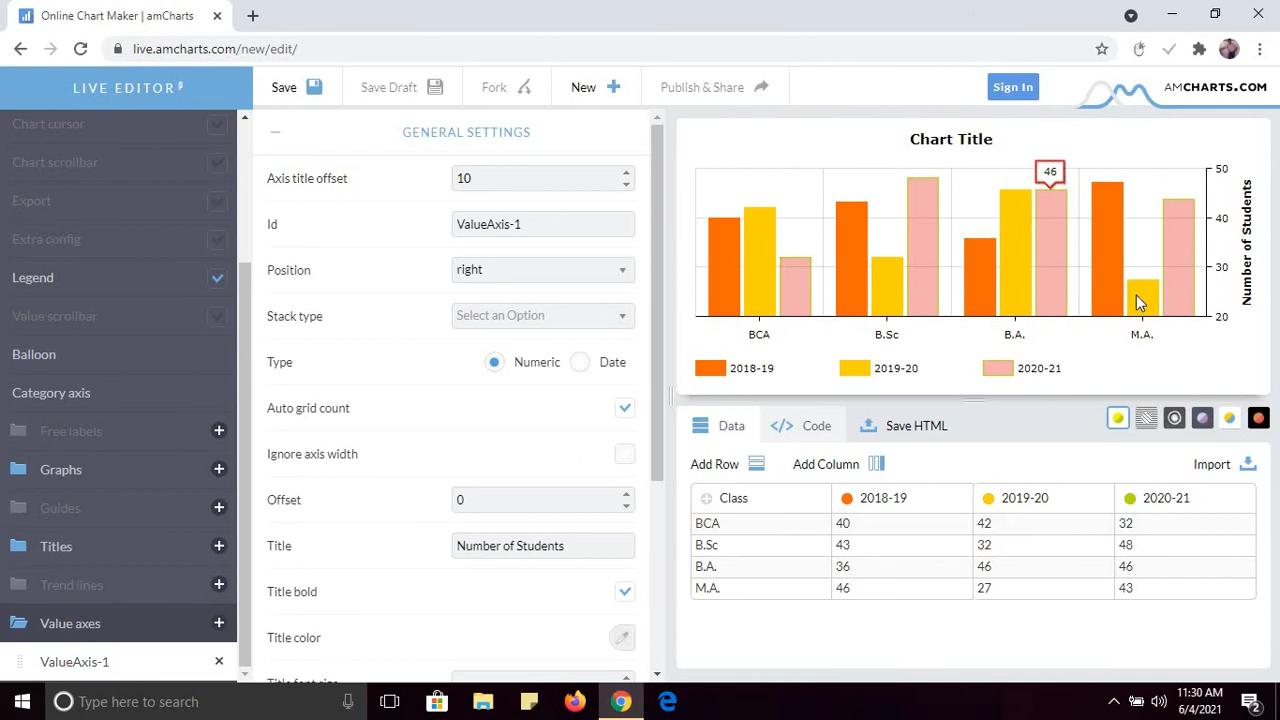 Online Chart Maker | amCharts
live.amcharts.com/new/edit/
LIVE EDITOR β
Save
Save Draft
Fork
New
Publish & Share
Sign In
AMCHARTS.COM
Chart cursor
Chart scrollbar
Export
Extra config
Legend
Value scrollbar
Balloon
Category axis
Free labels
Graphs
Guides
Titles
Trend lines
Value axes
ValueAxis-1
GENERAL SETTINGS
Axis title offset 10
Id ValueAxis-1
Position right
Stack type Select an Option
Type Numeric Date
Auto grid count
Ignore axis width
Offset 0
Title Number of Students
Title bold
Title color
Title font size
Chart Title
46
50
40
30
20
Number of Students
BCA B.Sc B.A. M.A.
2018-19 2019-20 2020-21
Data </> Code Save HTML
Add Row Add Column Import
Class 2018-19 2019-20 2020-21
BCA 40 42 32
B.Sc 43 32 48
B.A. 36 46 46
M.A. 46 27 43
Type here to search
11:30 AM
6/4/2021
2